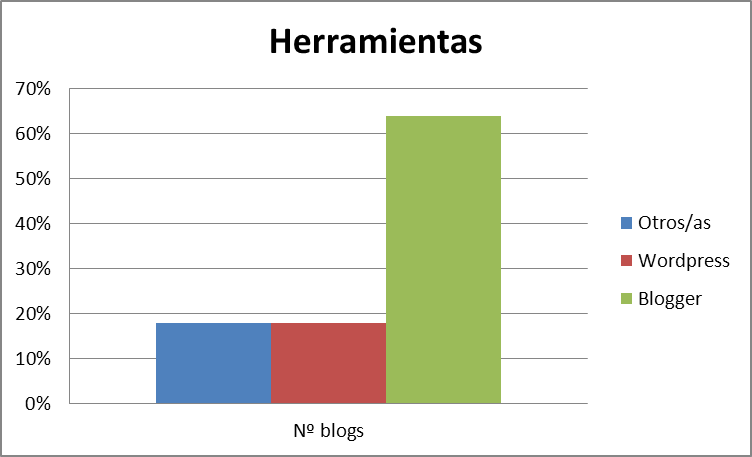 Herramientas
70%
60%
50%
40%
30%
20%
10%
0%
Nº blogs
Otros/as
Wordpress
Blogger